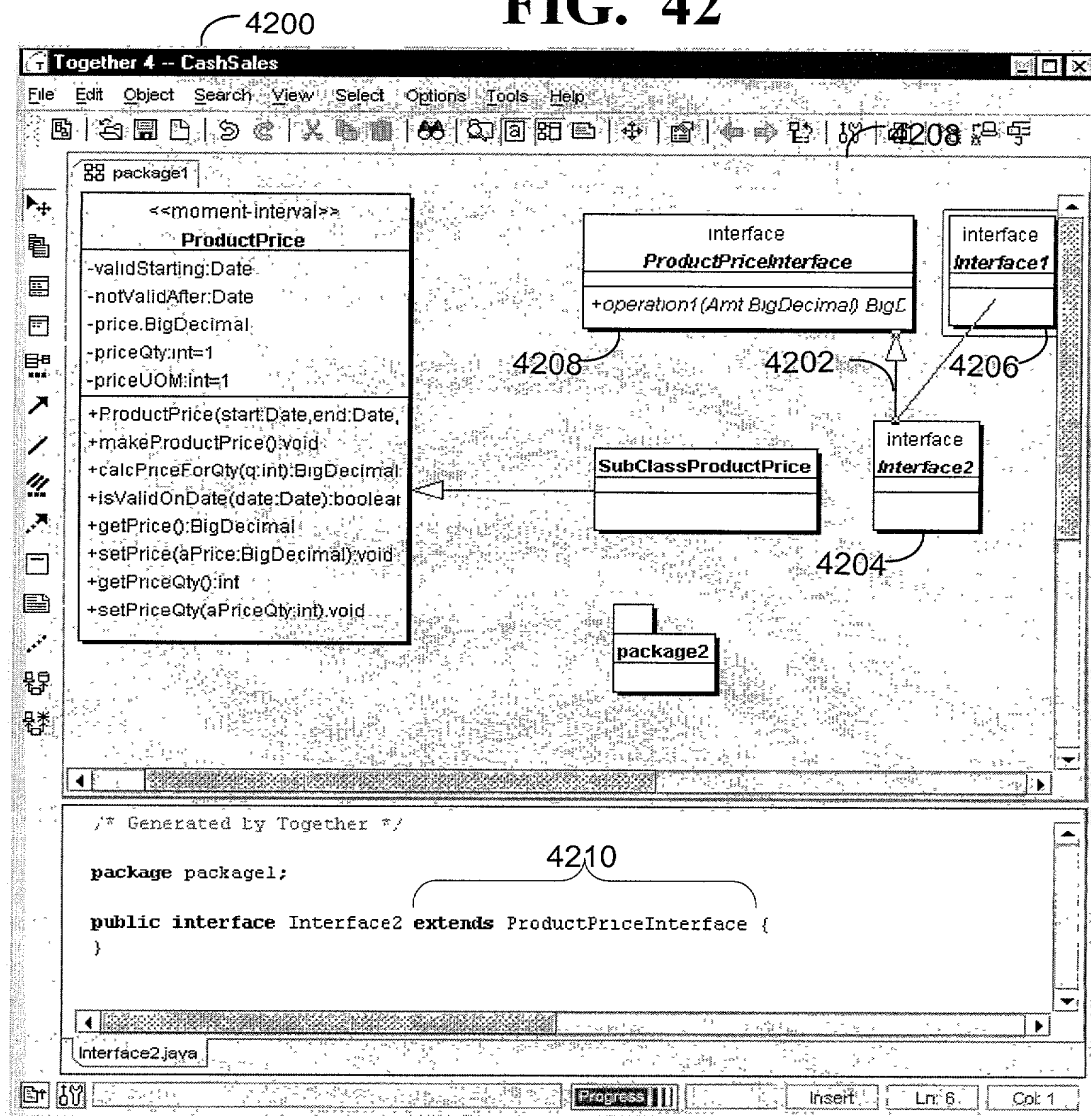 FIG. 42
4200
Together 4 -- CashSales
File Edit Object Search View Select Options Tools Help
4208
package1
<<moment-interval>>
ProductPrice
-validStarting:Date
-notValidAfter:Date
-price.BigDecimal
-priceQty:int=1
-priceUOM:int=1
+ProductPrice(start:Date,end:Date,
+makeProductPrice():void
+calcPriceForQty(q:int):BigDecimal
+isValidOnDate(date:Date):boolear
+getPrice():BigDecimal
+setPrice(aPrice:BigDecimal):void
+getPriceQty():int
+setPriceQty(aPriceQty:int).void
interface
ProductPriceInterface
+operation1(Amt BigDecimal) BigD
4208
4202
interface
Interface1
4206
interface
Interface2
4204
SubClassProductPrice
package2
/* Generated by Together */
package package1;
4210
public interface Interface2 extends ProductPriceInterface {
}
Interface2.java
Progress
Insert
Ln: 6
Col: 1